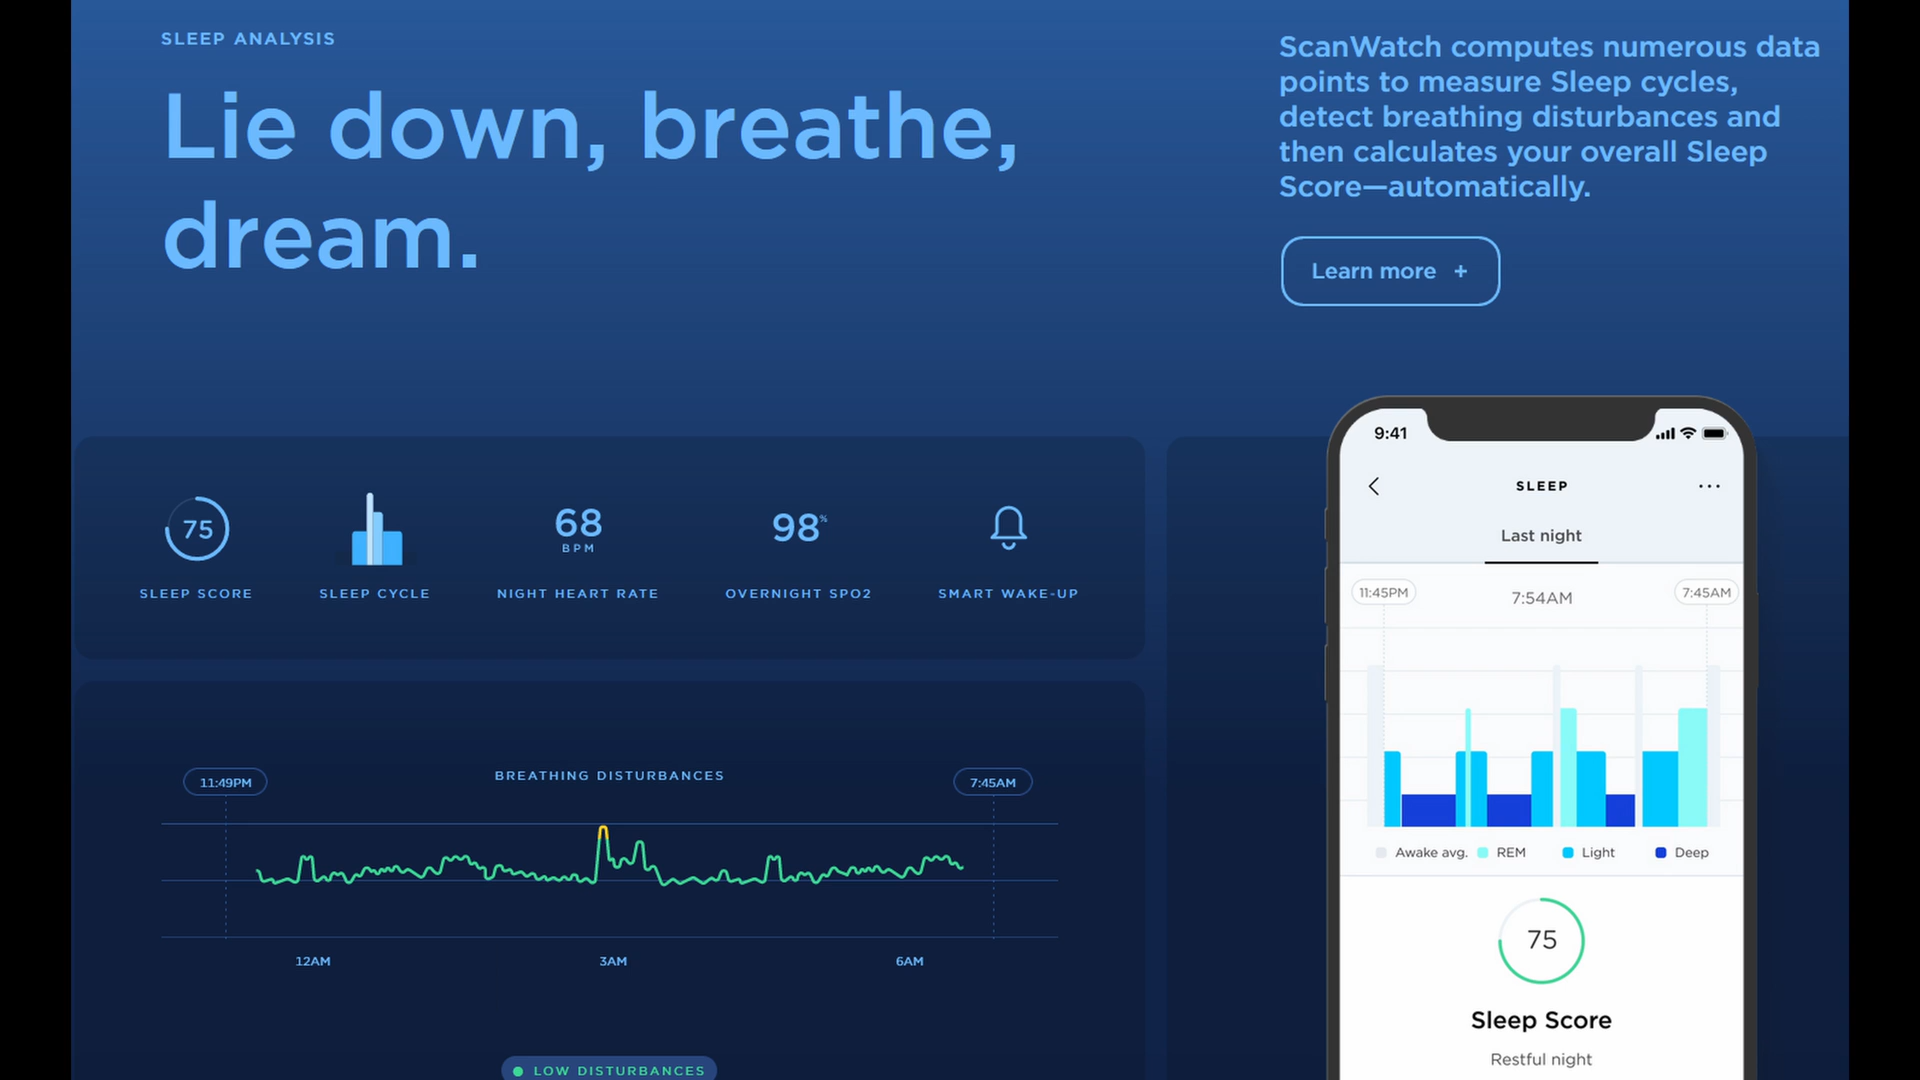 SLEEP ANALYSIS
Lie down, breathe,
dream.
ScanWatch computes numerous data
points to measure Sleep cycles,
detect breathing disturbances and
then calculates your overall Sleep
Score—automatically.
Learn more +
75
SLEEP SCORE
SLEEP CYCLE
68
BPM
NIGHT HEART RATE
98%
OVERNIGHT SPO2
SMART WAKE-UP
11:49PM
BREATHING DISTURBANCES
7:45AM
12AM
3AM
6AM
LOW DISTURBANCES
9:41
SLEEP
Last night
11:45PM
7:54AM
7:45AM
Awake avg.
REM
Light
Deep
75
Sleep Score
Restful night